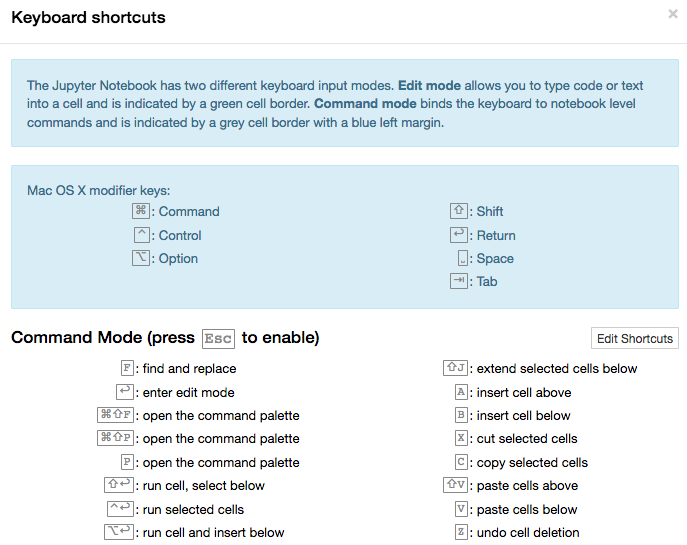 Keyboard shortcuts
×
The Jupyter Notebook has two different keyboard input modes. Edit mode allows you to type code or text
into a cell and is indicated by a green cell border. Command mode binds the keyboard to notebook level
commands and is indicated by a grey cell border with a blue left margin.
Mac OS X modifier keys:
⌘: Command
⌃: Control
⌥: Option
⇧: Shift
↩: Return
␣: Space
⇥: Tab
Command Mode (press Esc to enable)
Edit Shortcuts
F: find and replace
↩: enter edit mode
⌘⇧F: open the command palette
⌘⇧P: open the command palette
P: open the command palette
⇧↩: run cell, select below
⌃↩: run selected cells
⌥↩: run cell and insert below
⇧J: extend selected cells below
A: insert cell above
B: insert cell below
X: cut selected cells
C: copy selected cells
⇧V: paste cells above
V: paste cells below
Z: undo cell deletion